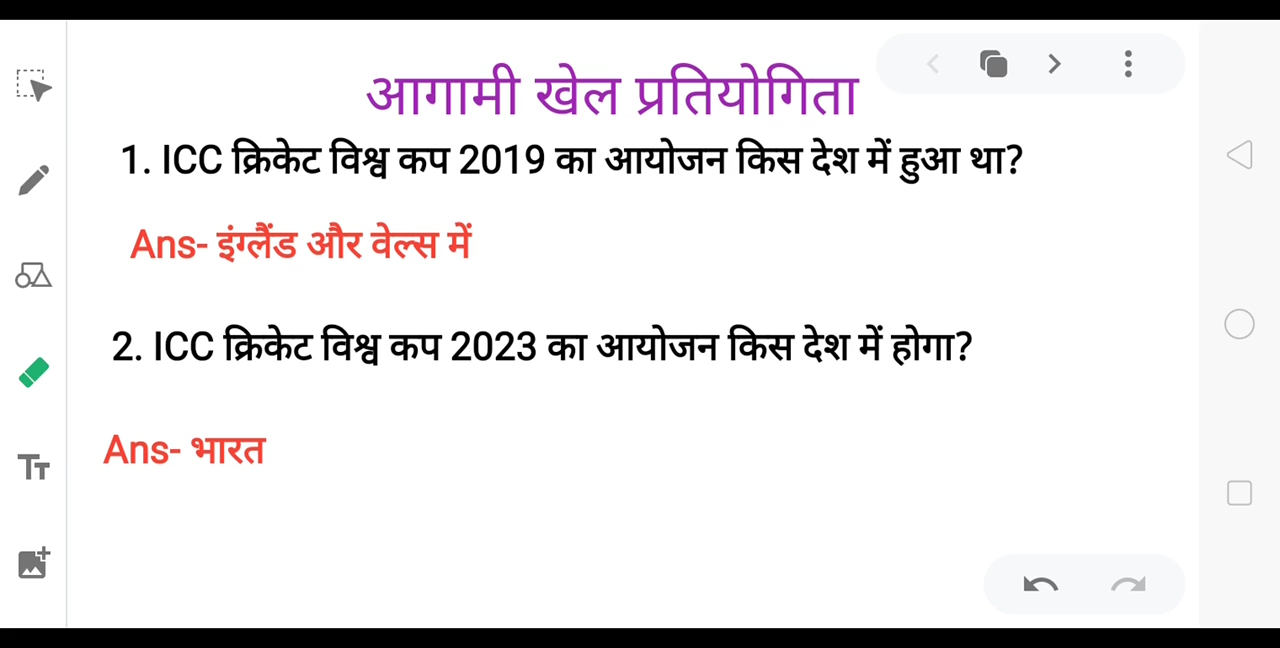 आगामी खेल प्रतियोगिता
1. ICC क्रिकेट विश्व कप 2019 का आयोजन किस देश में हुआ था?
Ans- इंग्लैंड और वेल्स में
2. ICC क्रिकेट विश्व कप 2023 का आयोजन किस देश में होगा?
Ans- भारत